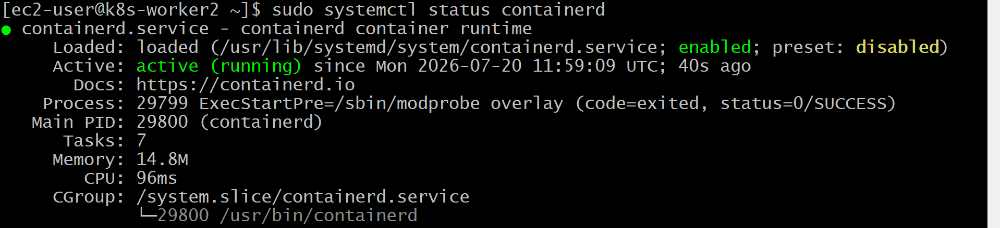 [ec2-user@k8s-worker2 ~]$ sudo systemctl status containerd
● containerd.service - containerd container runtime
Loaded: loaded (/usr/lib/systemd/system/containerd.service; enabled; preset: disabled)
Active: active (running) since Mon 2026-07-20 11:59:09 UTC; 40s ago
Docs: https://containerd.io
Process: 29799 ExecStartPre=/sbin/modprobe overlay (code=exited, status=0/SUCCESS)
Main PID: 29800 (containerd)
Tasks: 7
Memory: 14.8M
CPU: 96ms
CGroup: /system.slice/containerd.service
└─29800 /usr/bin/containerd